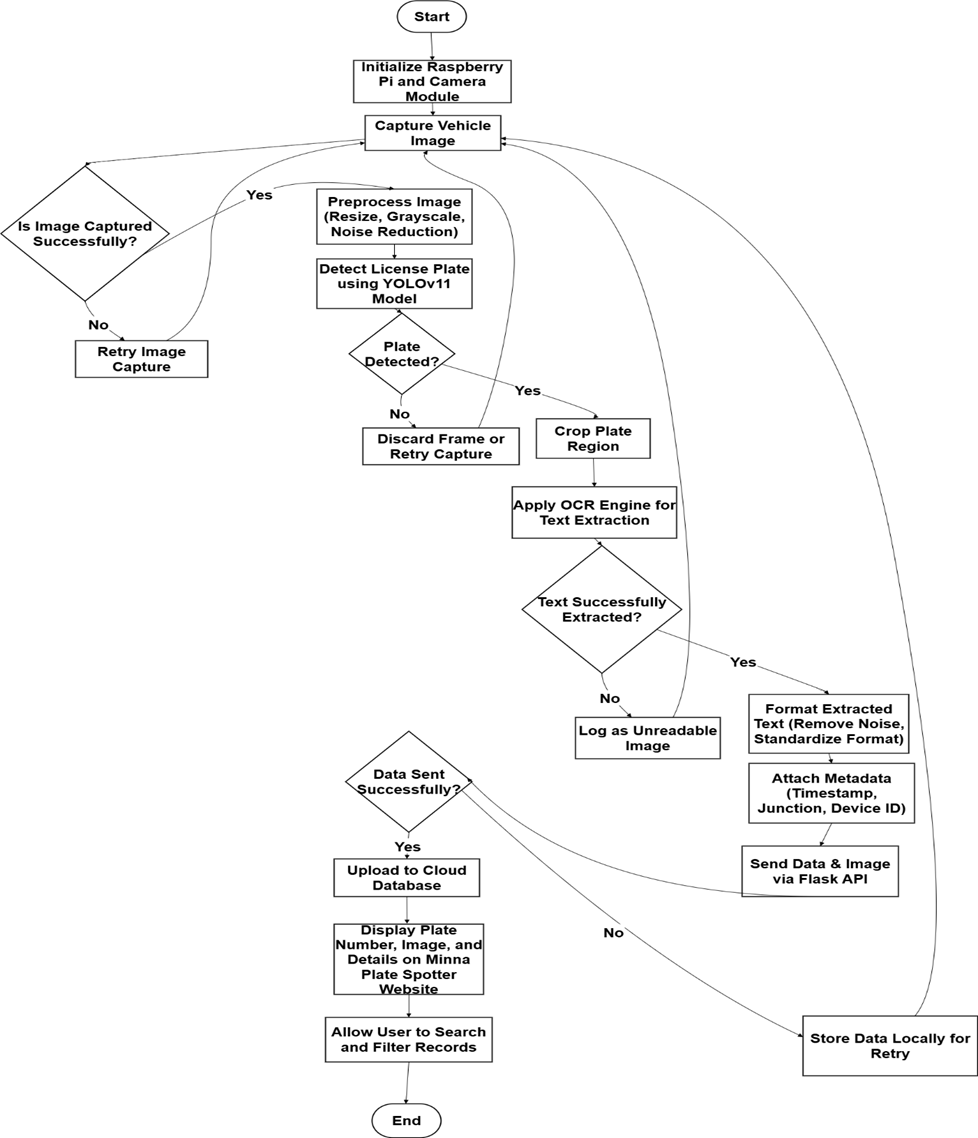 Start
Initialize Raspberry
Pi and Camera
Module
Capture Vehicle
Image
Is Image Captured
Successfully?
Yes
No
Retry Image
Capture
Preprocess Image
(Resize, Grayscale,
Noise Reduction)
Detect License Plate
using YOLOv11
Model
Plate
Detected?
Yes
No
Discard Frame or
Retry Capture
Crop Plate
Region
Apply OCR Engine for
Text Extraction
Text Successfully
Extracted?
Yes
No
Log as Unreadable
Image
Format Extracted
Text (Remove Noise,
Standardize Format)
Attach Metadata
(Timestamp,
Junction, Device ID)
Send Data & Image
via Flask API
Data Sent
Successfully?
Yes
No
Upload to Cloud
Database
Display Plate
Number, Image, and
Details on Minna
Plate Spotter
Website
Allow User to Search
and Filter Records
Store Data Locally for
Retry
End